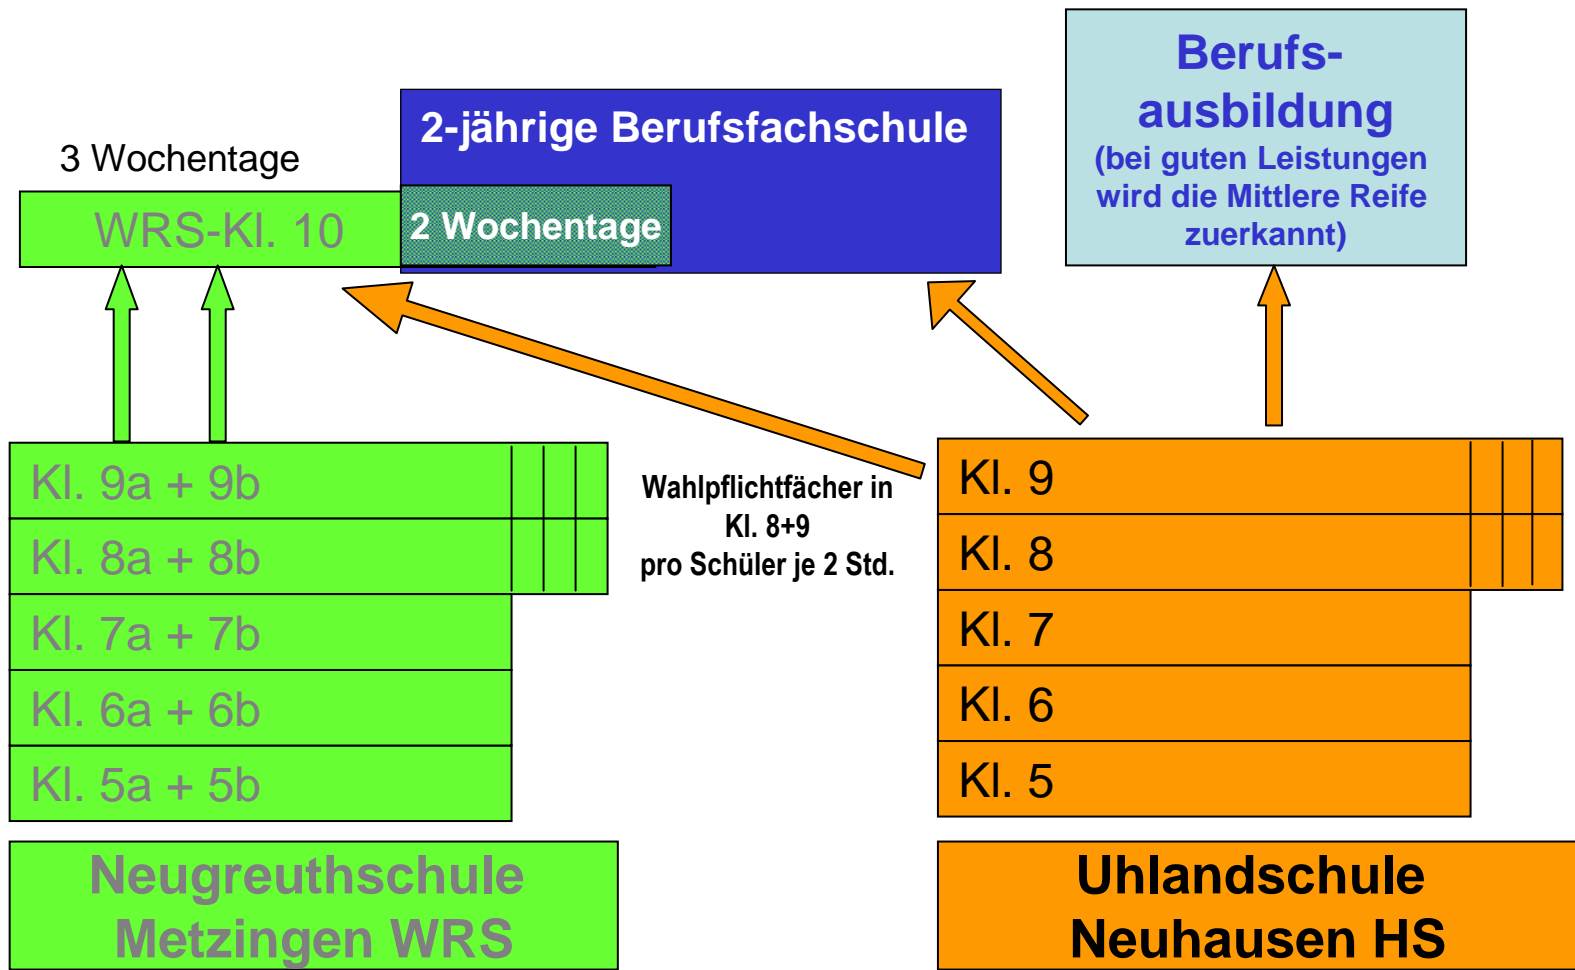 Berufs-
ausbildung
(bei guten Leistungen
wird die Mittlere Reife
zuerkannt)
2-jährige Berufsfachschule
3 Wochentage
WRS-Kl. 10
2 Wochentage
Kl. 9a + 9b
Kl. 8a + 8b
Kl. 7a + 7b
Kl. 6a + 6b
Kl. 5a + 5b
Neugreuthschule
Metzingen WRS
Wahlpflichtfächer in
Kl. 8+9
pro Schüler je 2 Std.
Kl. 9
Kl. 8
Kl. 7
Kl. 6
Kl. 5
Uhlandschule
Neuhausen HS